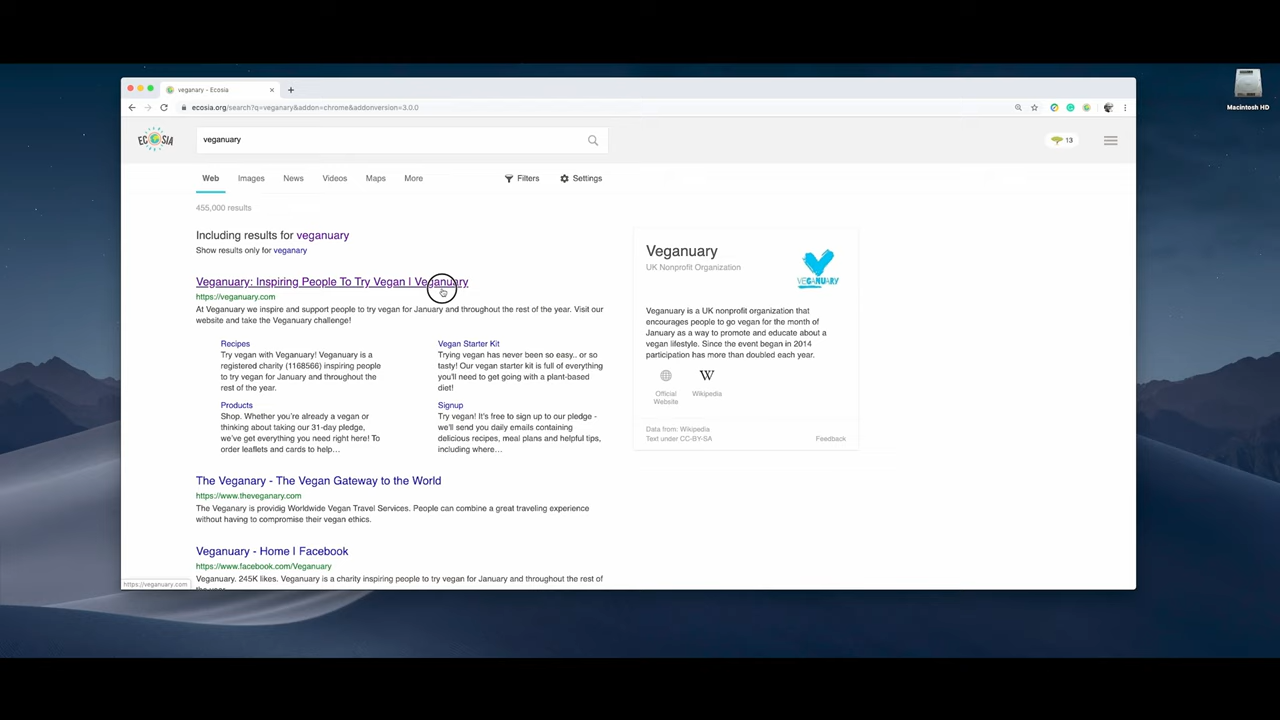 veganary - Ecosia
Macintosh HD
ecosia.org/search?q=veganary&addon=chrome&addonversion=3.0.0
ECOSIA
veganuary
13
Web Images News Videos Maps More Filters Settings
455,000 results
Including results for veganuary
Show results only for veganary
Veganuary: Inspiring People To Try Vegan | Veganuary
https://veganuary.com
At Veganuary we inspire and support people to try vegan for January and throughout the rest of the year. Visit our
website and take the Veganuary challenge!
Recipes
Try vegan with Veganuary! Veganuary is a
registered charity (1168566) inspiring people
to try vegan for January and throughout the
rest of the year.
Vegan Starter Kit
Trying vegan has never been so easy.. or so
tasty! Our vegan starter kit is full of everything
you'll need to get going with a plant-based
diet!
Products
Shop. Whether you're already a vegan or
thinking about taking our 31-day pledge,
we've get everything you need right here! To
order leaflets and cards to help...
Signup
Try vegan! It's free to sign up to our pledge -
we'll send you daily emails containing
delicious recipes, meal plans and helpful tips,
including where...
The Veganary - The Vegan Gateway to the World
https://www.theveganary.com
The Veganary is providig Worldwide Vegan Travel Services. People can combine a great traveling experience
without having to compromise their vegan ethics.
Veganuary - Home | Facebook
https://www.facebook.com/Veganuary
Veganuary. 245K likes. Veganuary is a charity inspiring people to try vegan for January and throughout the rest of
the year.
https://veganuary.com
Veganuary
UK Nonprofit Organization
VEGANUARY
Veganuary is a UK nonprofit organization that
encourages people to go vegan for the month of
January as a way to promote and educate about a
vegan lifestyle. Since the event began in 2014
participation has more than doubled each year.
W
Official
Website
Wikipedia
Data from: Wikipedia
Text under CC-BY-SA
Feedback